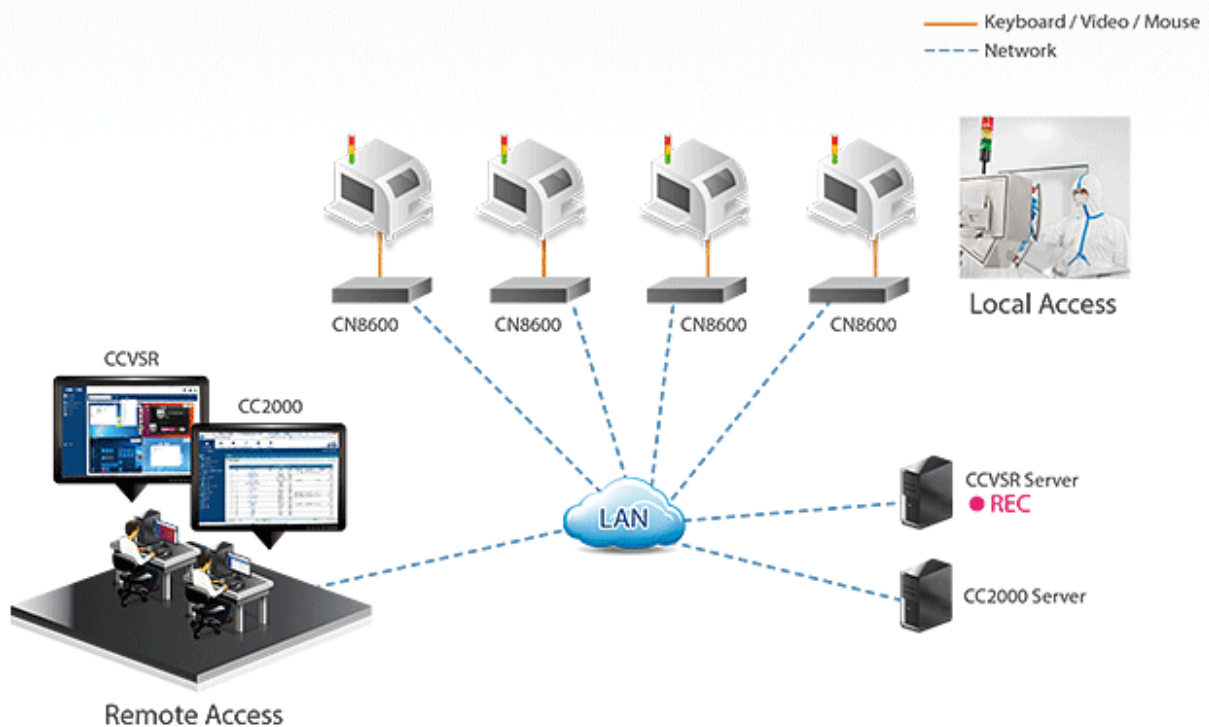 Keyboard / Video / Mouse
Network
CN8600
CN8600
CN8600
CN8600
Local Access
CCVSR
CC2000
LAN
CCVSR Server
REC
CC2000 Server
Remote Access